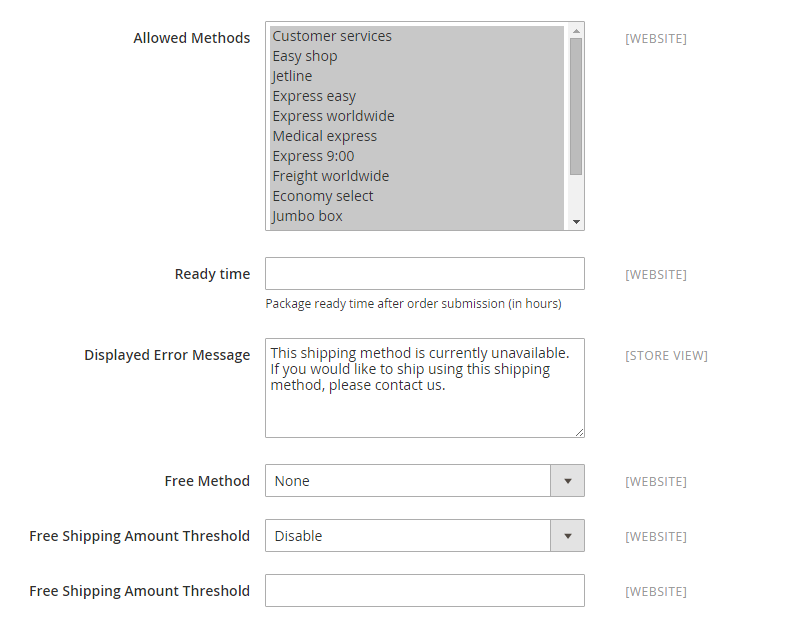 Allowed Methods
Customer services
[WEBSITE]
Easy shop
Jetline
Express easy
Express worldwide
Medical express
Express 9:00
Freight worldwide
Economy select
Jumbo box
Ready time
[WEBSITE]
Package ready time after order submission (in hours)
Displayed Error Message
This shipping method is currently unavailable.
[STORE VIEW]
If you would like to ship using this shipping
method, please contact us.
Free Method
None
[WEBSITE]
Free Shipping Amount Threshold
Disable
[WEBSITE]
Free Shipping Amount Threshold
[WEBSITE]